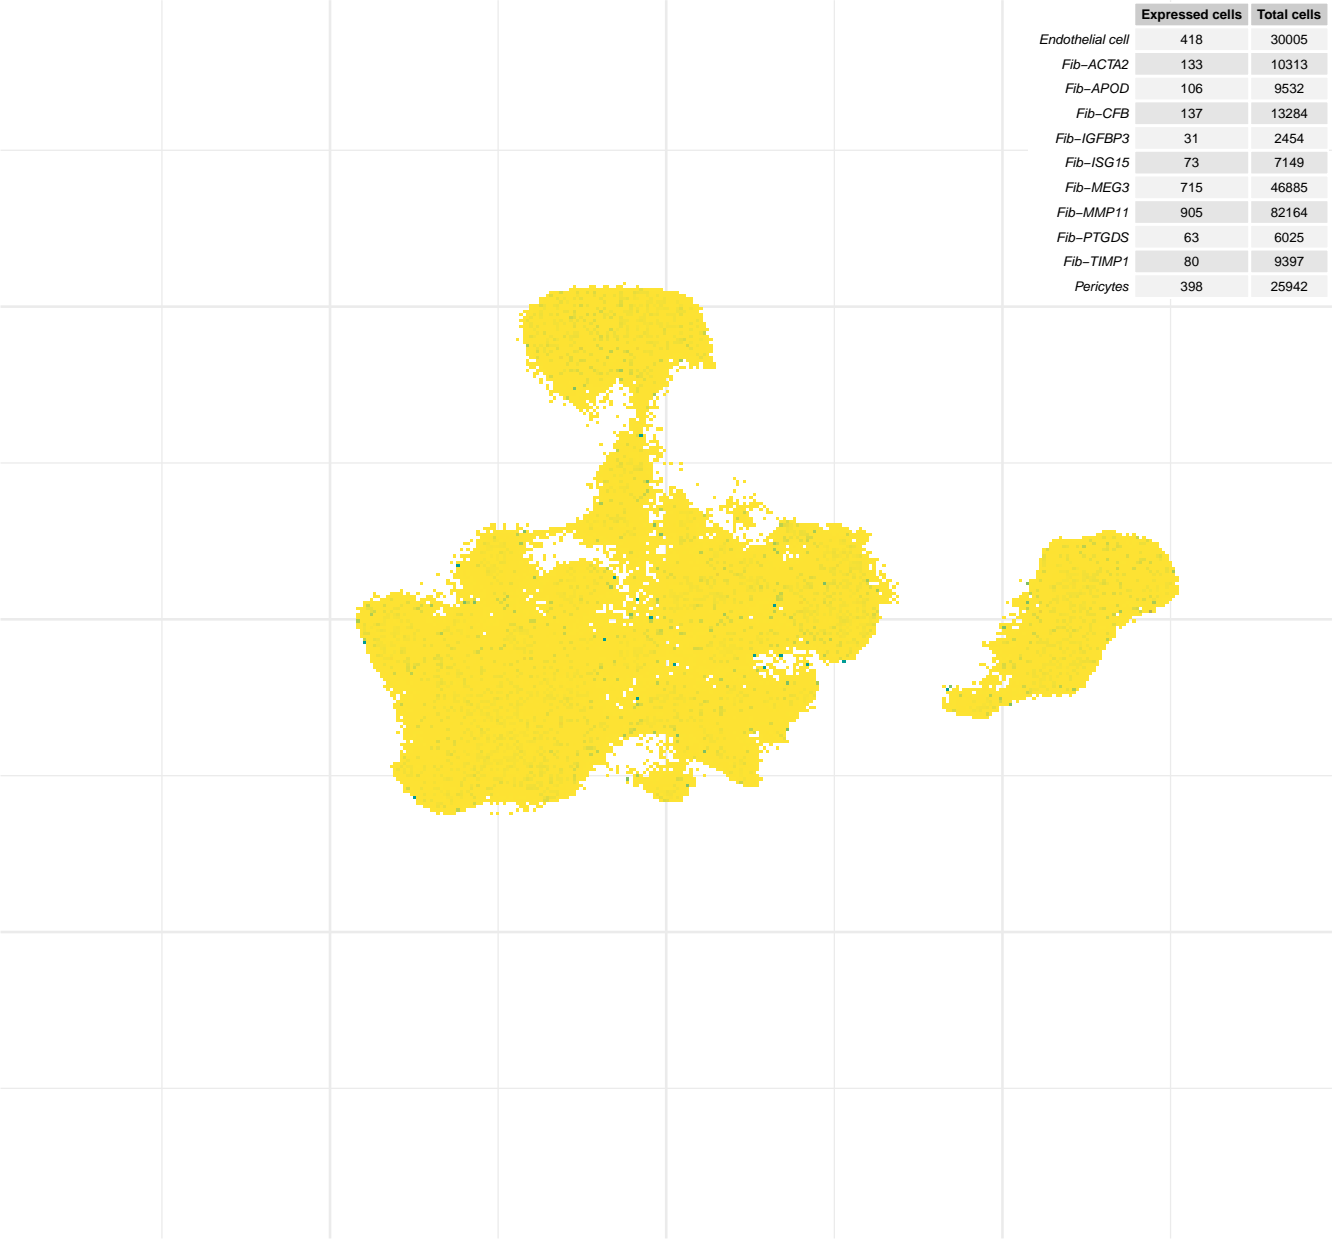 Expressed cells Total cells
Endothelial cell 418 30005
Fib−ACTA2 133 10313
Fib−APOD 106 9532
Fib−CFB 137 13284
Fib−IGFBP3 31 2454
Fib−ISG15 73 7149
Fib−MEG3 715 46885
Fib−MMP11 905 82164
Fib−PTGDS 63 6025
Fib−TIMP1 80 9397
Pericytes 398 25942